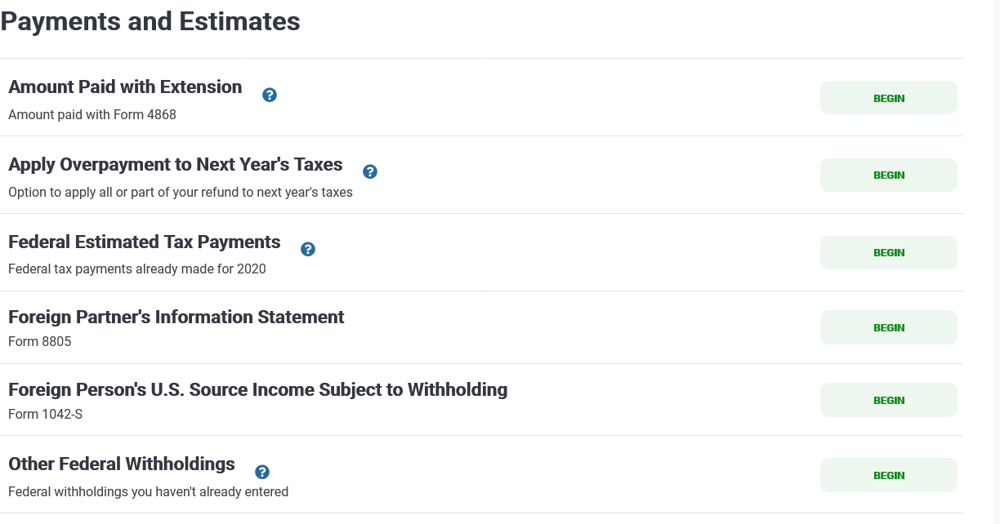 Payments and Estimates
Amount Paid with Extension ?
Amount paid with Form 4868
BEGIN
Apply Overpayment to Next Year's Taxes ?
Option to apply all or part of your refund to next year's taxes
BEGIN
Federal Estimated Tax Payments ?
Federal tax payments already made for 2020
BEGIN
Foreign Partner's Information Statement
Form 8805
BEGIN
Foreign Person's U.S. Source Income Subject to Withholding
Form 1042-S
BEGIN
Other Federal Withholdings ?
Federal withholdings you haven't already entered
BEGIN